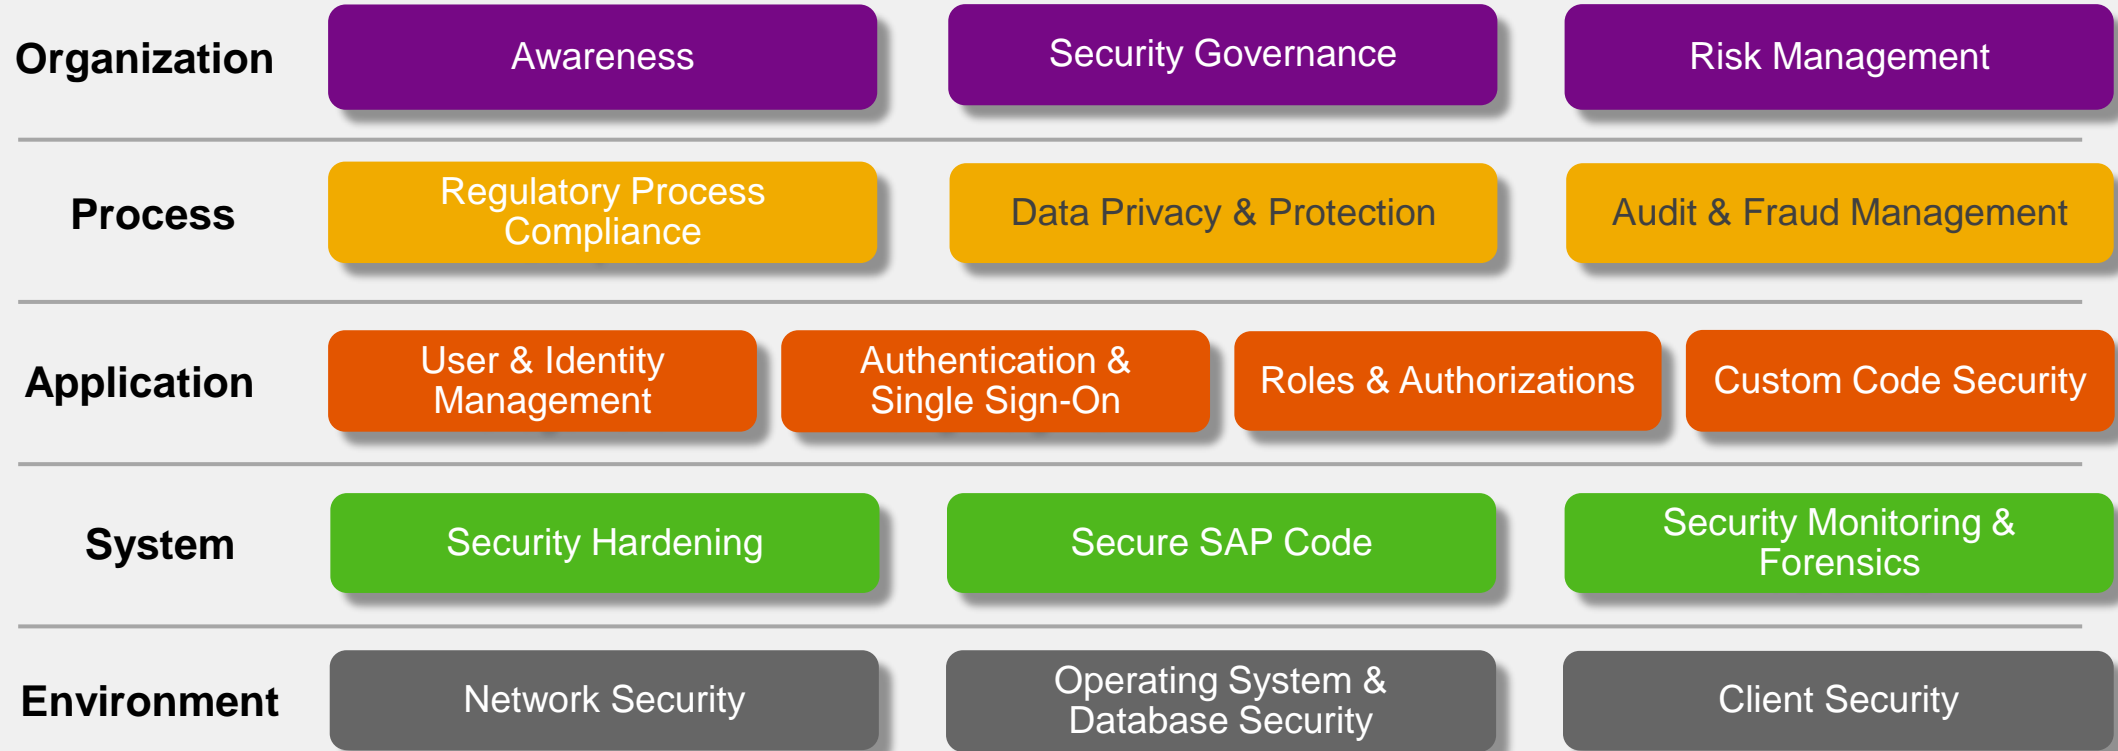 Organization
Awareness
Security Governance
Risk Management
Process
Regulatory Process
Compliance
Data Privacy & Protection
Audit & Fraud Management
Application
User & Identity
Management
Authentication &
Single Sign-On
Roles & Authorizations
Custom Code Security
System
Security Hardening
Secure SAP Code
Security Monitoring &
Forensics
Environment
Network Security
Operating System &
Database Security
Client Security